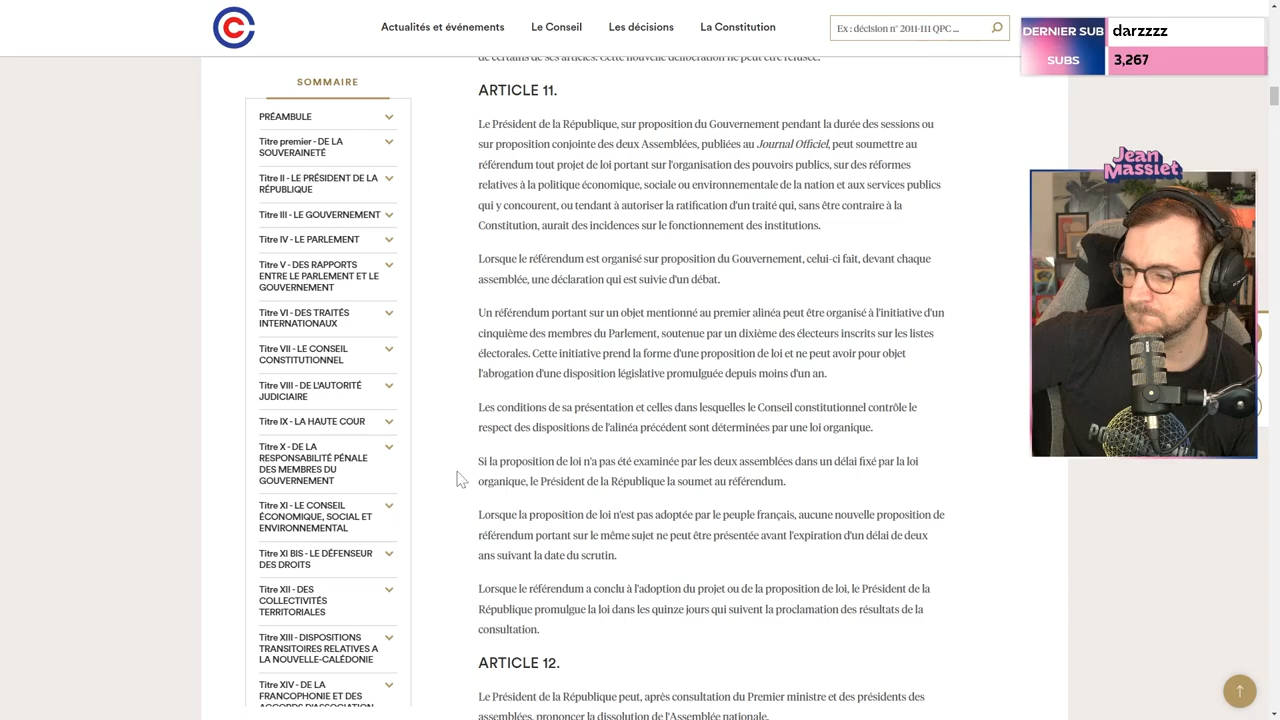 Actualités et événements
Le Conseil
Les décisions
La Constitution
Ex : décision n° 2011-111 QPC ...
DERNIER SUB
darzzzz
SUBS
3,267
SOMMAIRE
PRÉAMBULE
Titre premier - DE LA
SOUVERAINETÉ
Titre II - LE PRÉSIDENT DE LA
RÉPUBLIQUE
Titre III - LE GOUVERNEMENT
Titre IV - LE PARLEMENT
Titre V - DES RAPPORTS
ENTRE LE PARLEMENT ET LE
GOUVERNEMENT
Titre VI - DES TRAITÉS
INTERNATIONAUX
Titre VII - LE CONSEIL
CONSTITUTIONNEL
Titre VIII - DE L'AUTORITÉ
JUDICIAIRE
Titre IX - LA HAUTE COUR
Titre X - DE LA
RESPONSABILITÉ PÉNALE
DES MEMBRES DU
GOUVERNEMENT
Titre XI - LE CONSEIL
ÉCONOMIQUE, SOCIAL ET
ENVIRONNEMENTAL
Titre XI BIS - LE DÉFENSEUR
DES DROITS
Titre XII - DES
COLLECTIVITÉS
TERRITORIALES
Titre XIII - DISPOSITIONS
TRANSITOIRES RELATIVES A
LA NOUVELLE-CALÉDONIE
Titre XIV - DE LA
FRANCOPHONIE ET DES
ACCORDS D'ASSOCIATION
de certains de ses articles. Cette nouvelle délibération ne peut être refusée.
ARTICLE 11.
Le Président de la République, sur proposition du Gouvernement pendant la durée des sessions ou
sur proposition conjointe des deux Assemblées, publiées au Journal Officiel, peut soumettre au
référendum tout projet de loi portant sur l'organisation des pouvoirs publics, sur des réformes
relatives à la politique économique, sociale ou environnementale de la nation et aux services publics
qui y concourent, ou tendant à autoriser la ratification d'un traité qui, sans être contraire à la
Constitution, aurait des incidences sur le fonctionnement des institutions.
Lorsque le référendum est organisé sur proposition du Gouvernement, celui-ci fait, devant chaque
assemblée, une déclaration qui est suivie d'un débat.
Un référendum portant sur un objet mentionné au premier alinéa peut être organisé à l'initiative d'un
cinquième des membres du Parlement, soutenue par un dixième des électeurs inscrits sur les listes
électorales. Cette initiative prend la forme d'une proposition de loi et ne peut avoir pour objet
l'abrogation d'une disposition législative promulguée depuis moins d'un an.
Les conditions de sa présentation et celles dans lesquelles le Conseil constitutionnel contrôle le
respect des dispositions de l'alinéa précédent sont déterminées par une loi organique.
Si la proposition de loi n'a pas été examinée par les deux assemblées dans un délai fixé par la loi
organique, le Président de la République la soumet au référendum.
Lorsque la proposition de loi n'est pas adoptée par le peuple français, aucune nouvelle proposition de
référendum portant sur le même sujet ne peut être présentée avant l'expiration d'un délai de deux
ans suivant la date du scrutin.
Lorsque le référendum a conclu à l'adoption du projet ou de la proposition de loi, le Président de la
République promulgue la loi dans les quinze jours qui suivent la proclamation des résultats de la
consultation.
ARTICLE 12.
Le Président de la République peut, après consultation du Premier ministre et des présidents des
assemblées, prononcer la dissolution de l'Assemblée nationale.
Jean
Massiet